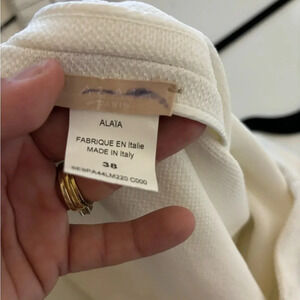 PARIS
ALAÏA
FABRIQUE EN Italie
MADE IN Italy
38